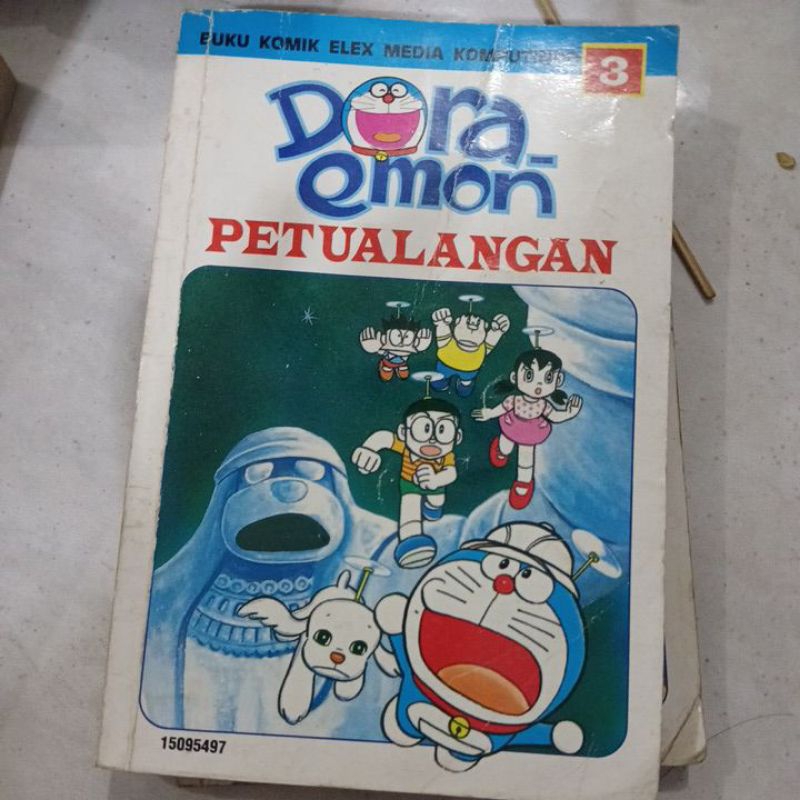 BUKU KOMIK ELEX MEDIA KOMPUTINDO
3
Dora-
emon
PETUALANGAN
15095497